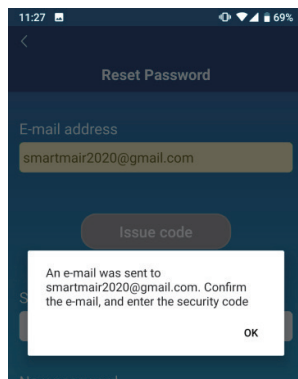 11:27 69%
Reset Password
E-mail address
smartmair2020@gmail.com
Issue code
An e-mail was sent to
smartmair2020@gmail.com. Confirm
the e-mail, and enter the security code
OK